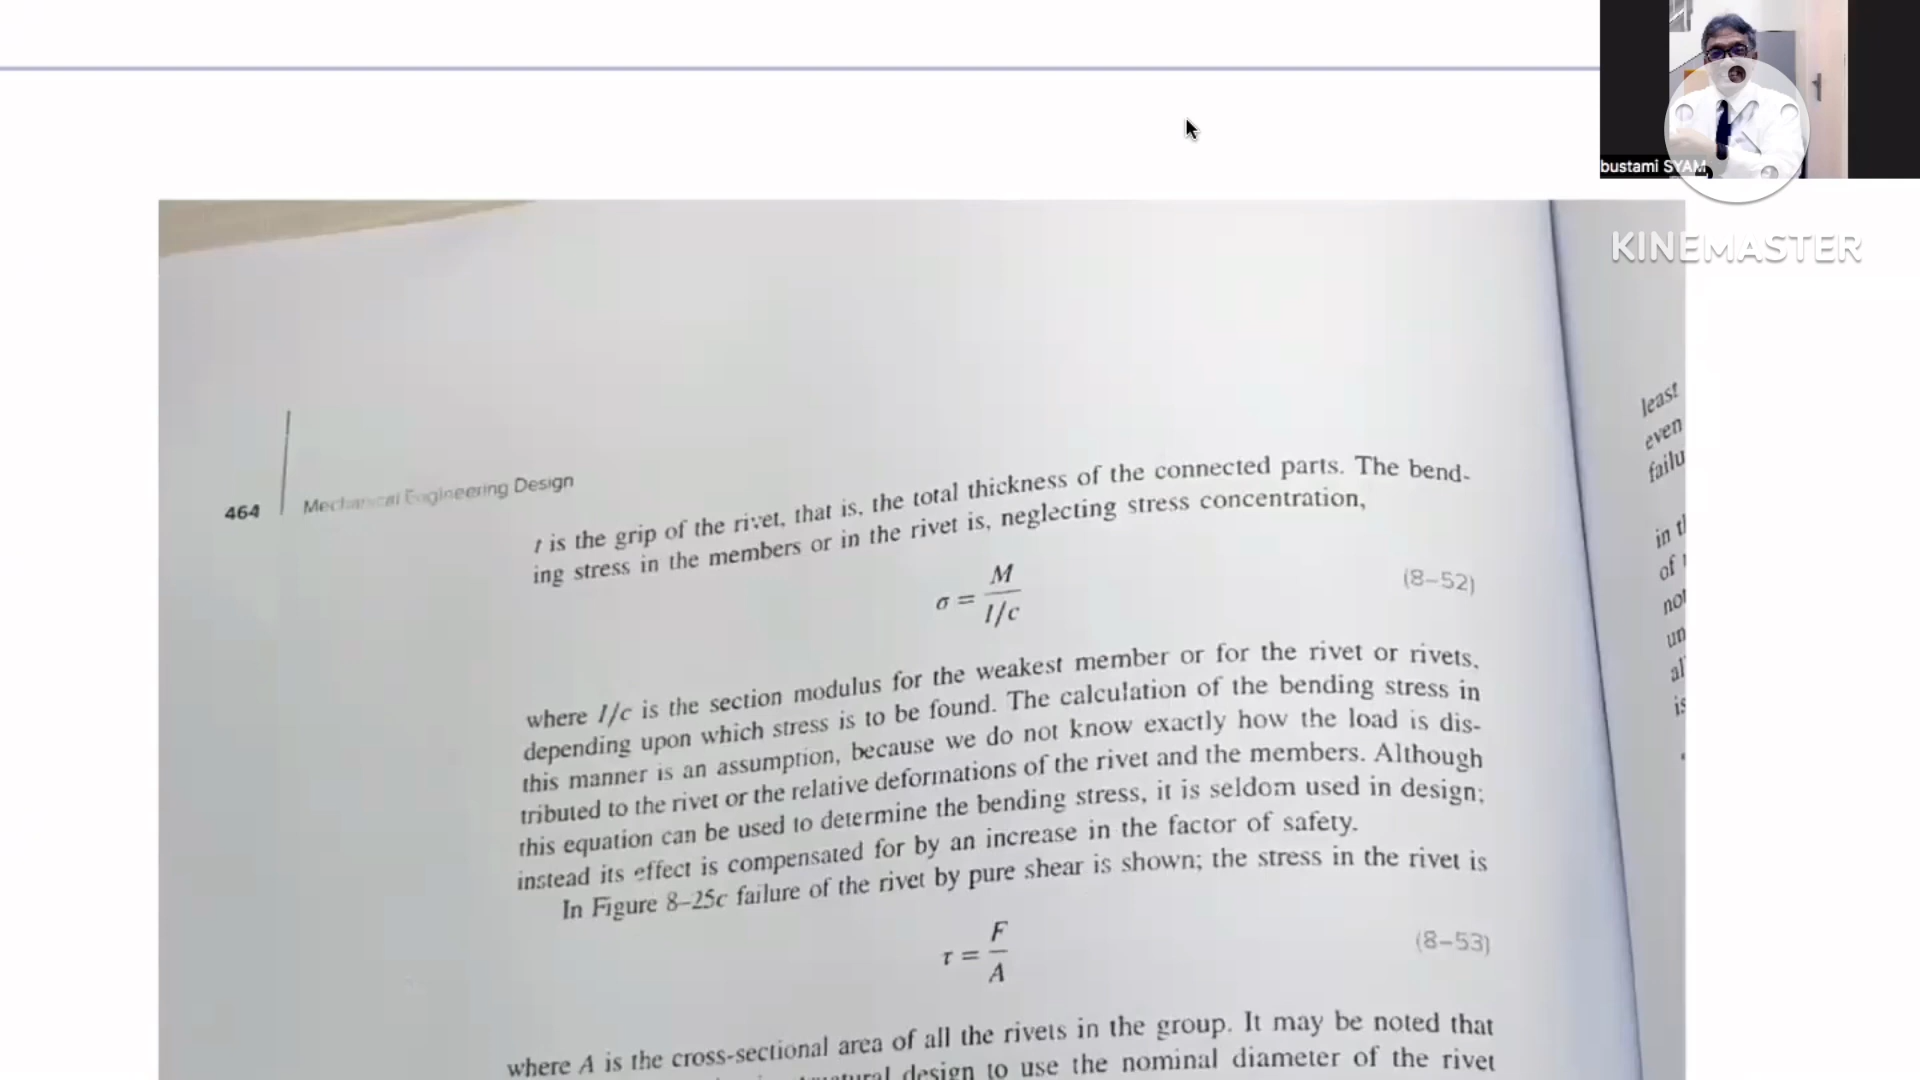 bustami SYAM
KINEMASTER
464
Mechanical Engineering Design
t is the grip of the rivet, that is, the total thickness of the connected parts. The bend-
ing stress in the members or in the rivet is, neglecting stress concentration,
σ = M / I/c
(8–52)
where I/c is the section modulus for the weakest member or for the rivet or rivets,
depending upon which stress is to be found. The calculation of the bending stress in
this manner is an assumption, because we do not know exactly how the load is dis-
tributed to the rivet or the relative deformations of the rivet and the members. Although
this equation can be used to determine the bending stress, it is seldom used in design;
instead its effect is compensated for by an increase in the factor of safety.
In Figure 8–25c failure of the rivet by pure shear is shown; the stress in the rivet is
τ = F / A
(8–53)
where A is the cross-sectional area of all the rivets in the group. It may be noted that
design to use the nominal diameter of the rivet
least
even